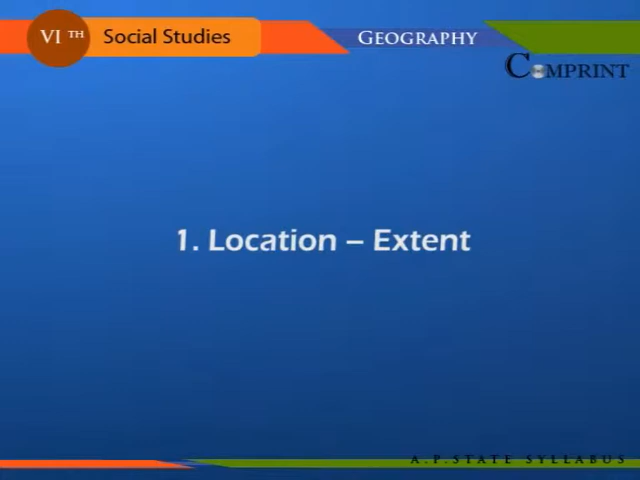 VI TH Social Studies
GEOGRAPHY
COMPRINT
1. Location – Extent
A.P.STATE SYLLABUS